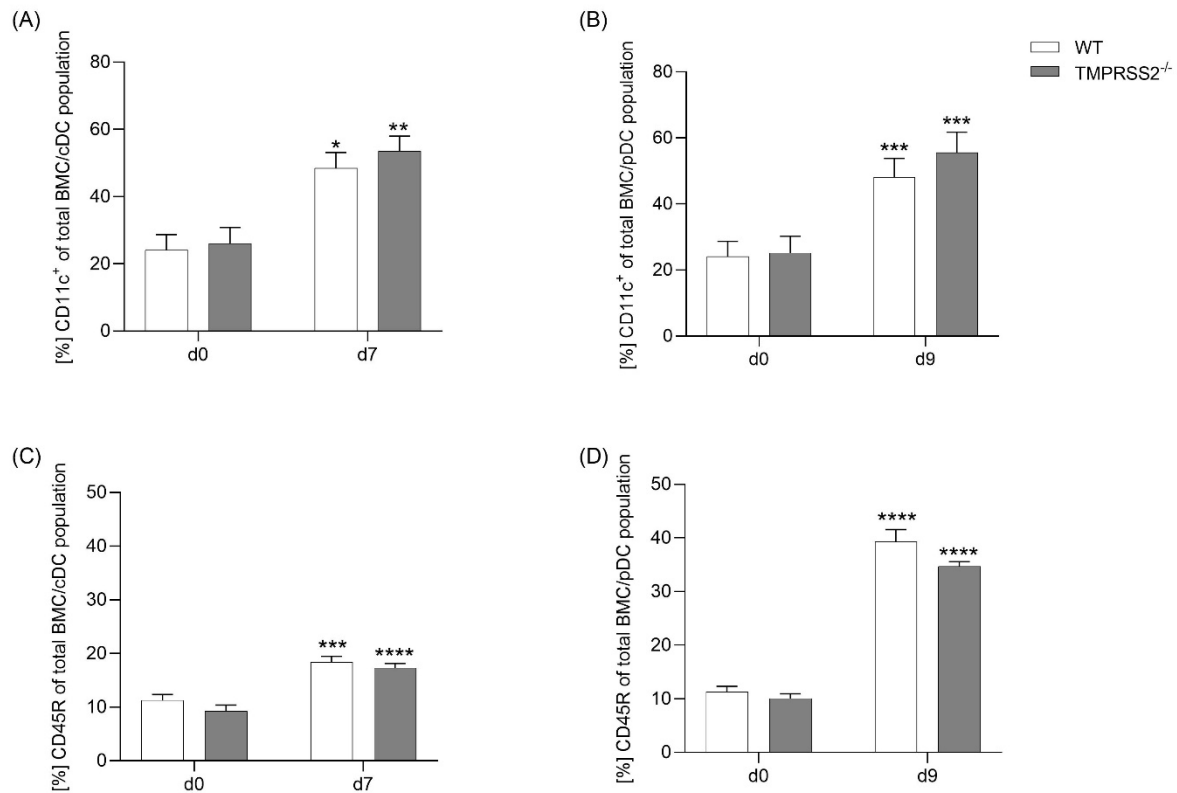 (A)
[%] CD11c⁺ of total BMC/cDC population
80
60
40
20
0
*
**
d0
d7
(B)
[%] CD11c⁺ of total BMC/pDC population
80
60
40
20
0
***
***
d0
d9
WT
TMPRSS2⁻/⁻
(C)
[%] CD45R of total BMC/cDC population
50
40
30
20
10
0
***
****
d0
d7
(D)
[%] CD45R of total BMC/pDC population
50
40
30
20
10
0
****
****
d0
d9